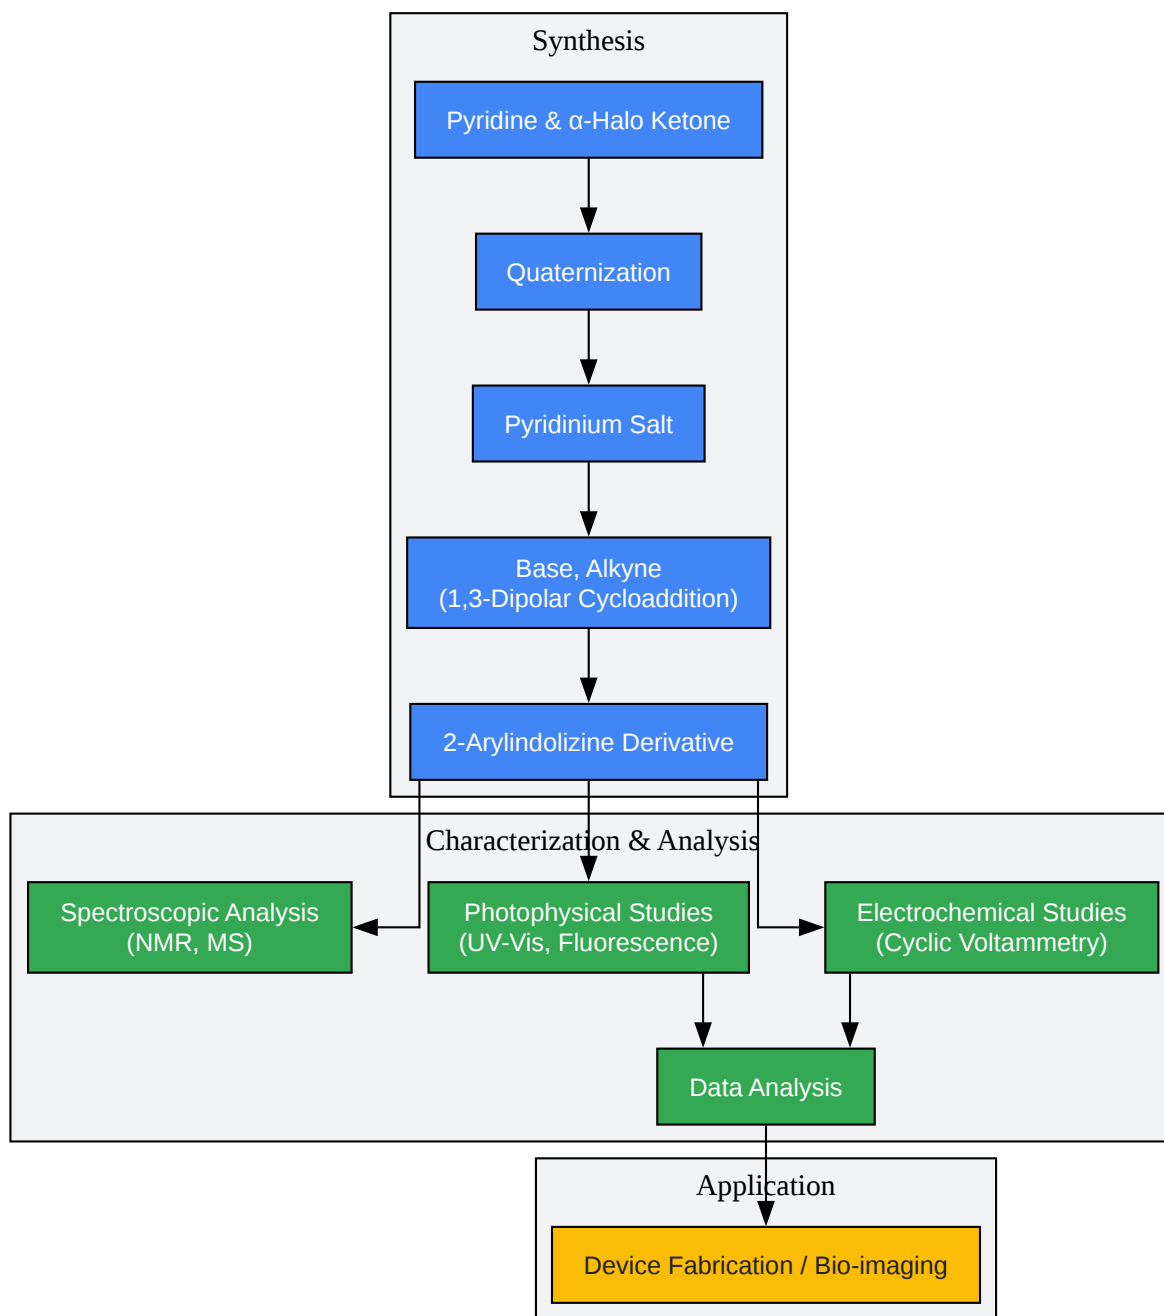 Synthesis
Pyridine & α-Halo Ketone
Quaternization
Pyridinium Salt
Base, Alkyne
(1,3-Dipolar Cycloaddition)
2-Arylindolizine Derivative
Characterization & Analysis
Spectroscopic Analysis
(NMR, MS)
Photophysical Studies
(UV-Vis, Fluorescence)
Electrochemical Studies
(Cyclic Voltammetry)
Data Analysis
Application
Device Fabrication / Bio-imaging